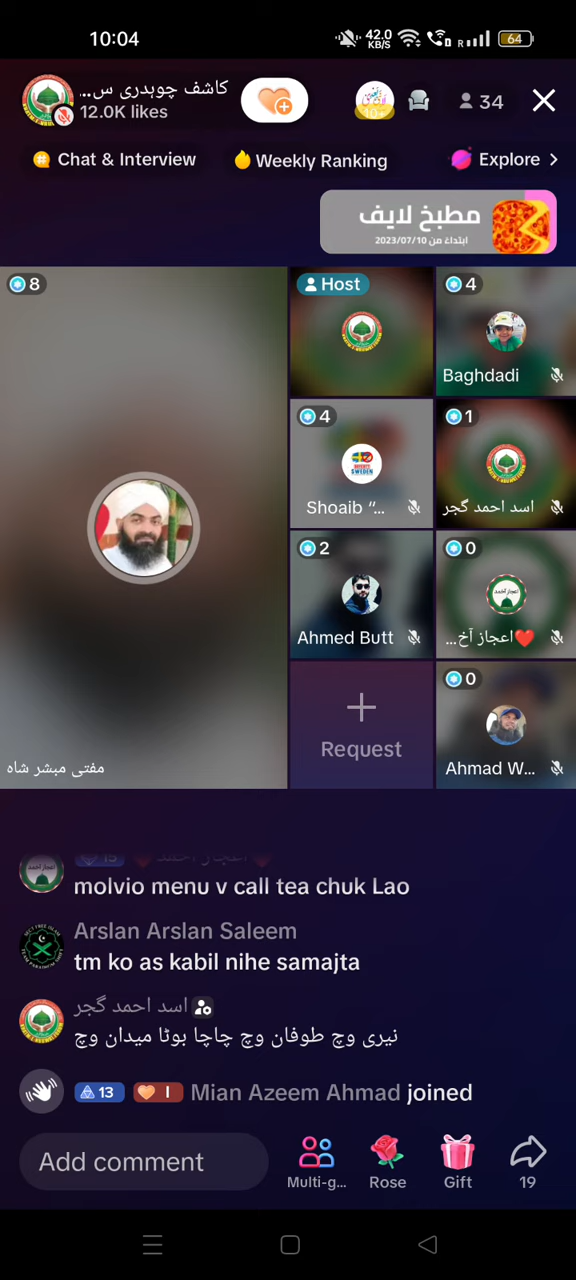 10:04
42.0
KB/S
R
64
کاشف چوہدری س...
12.0K likes
34
Chat & Interview
Weekly Ranking
Explore
مطبخ لايف
ابتداءً من 2023/07/10
8
Host
4
Baghdadi
4
BOYCOTT
SWEDEN
Shoaib “...
1
اسد احمد گجر
2
Ahmed Butt
0
❤️اعجاز آخ...
Request
0
Ahmad W...
مفتی مبشر شاہ
15
molvio menu v call tea chuk Lao
Arslan Arslan Saleem
tm ko as kabil nihe samajta
اسد احمد گجر
نیری وچ طوفان وچ چاچا بوٹا میدان وچ
13
I
Mian Azeem Ahmad joined
Add comment
Multi-g...
Rose
Gift
19